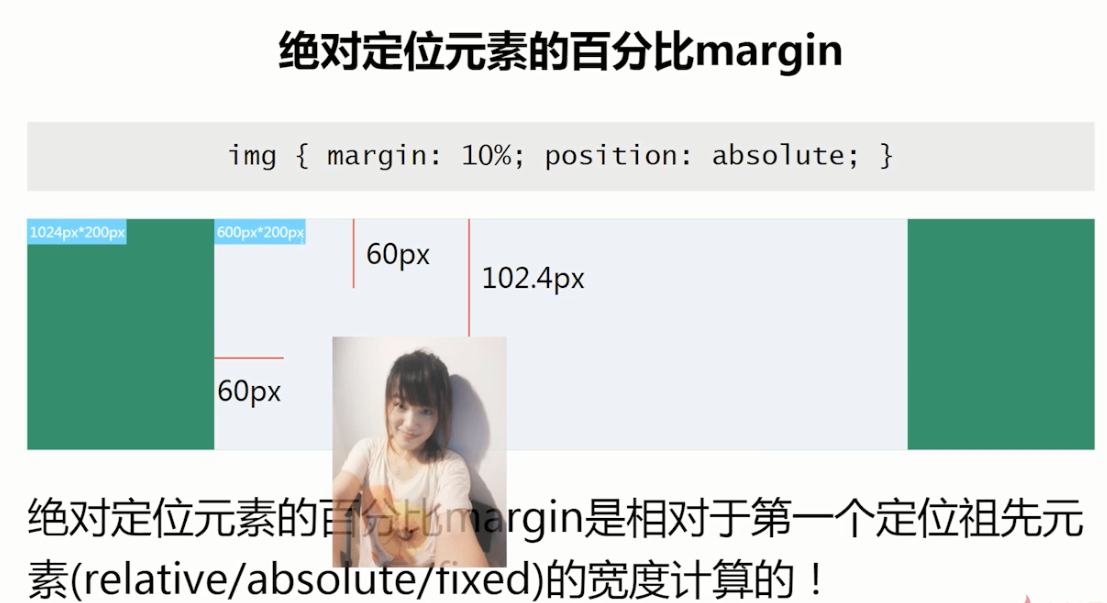 绝对定位元素的百分比margin
img { margin: 10%; position: absolute; }
1024px*200px
600px*200px
60px
102.4px
60px
绝对定位元素的百分比margin是相对于第一个定位祖先元
素(relative/absolute/fixed)的宽度计算的！